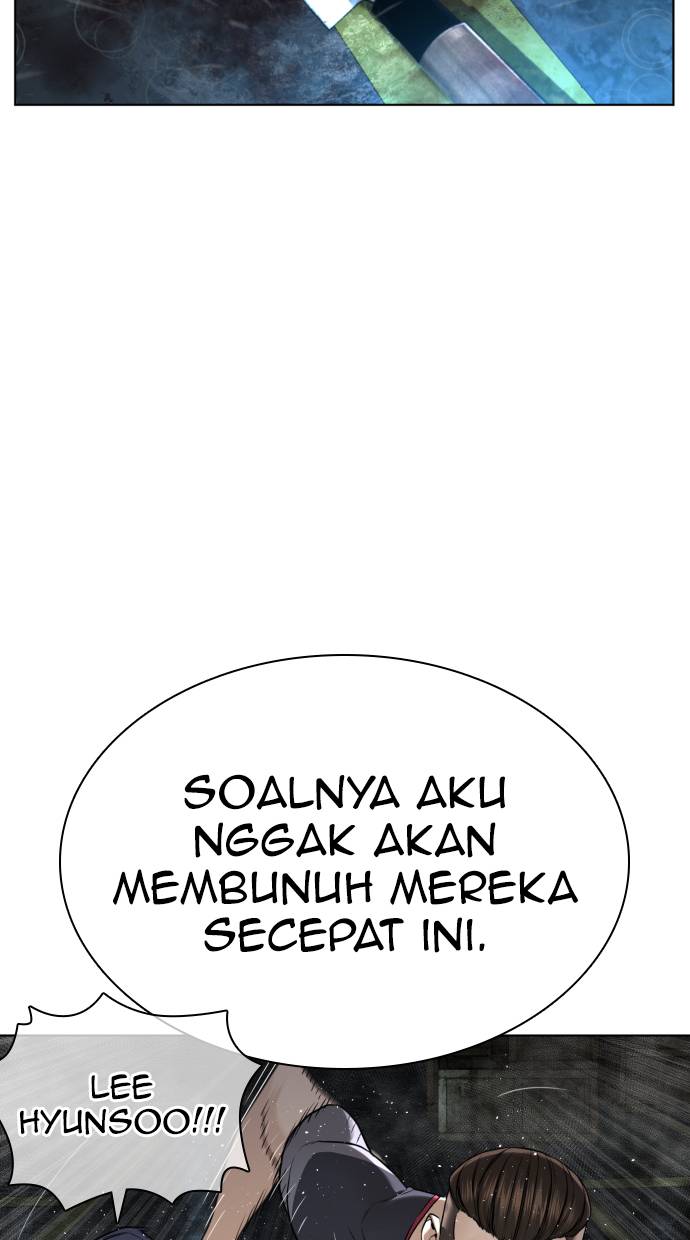 SOALNYA AKU
NGGAK AKAN
MEMBUNUH MEREKA
SECEPAT INI.
LEE
HYUNSOO!!!